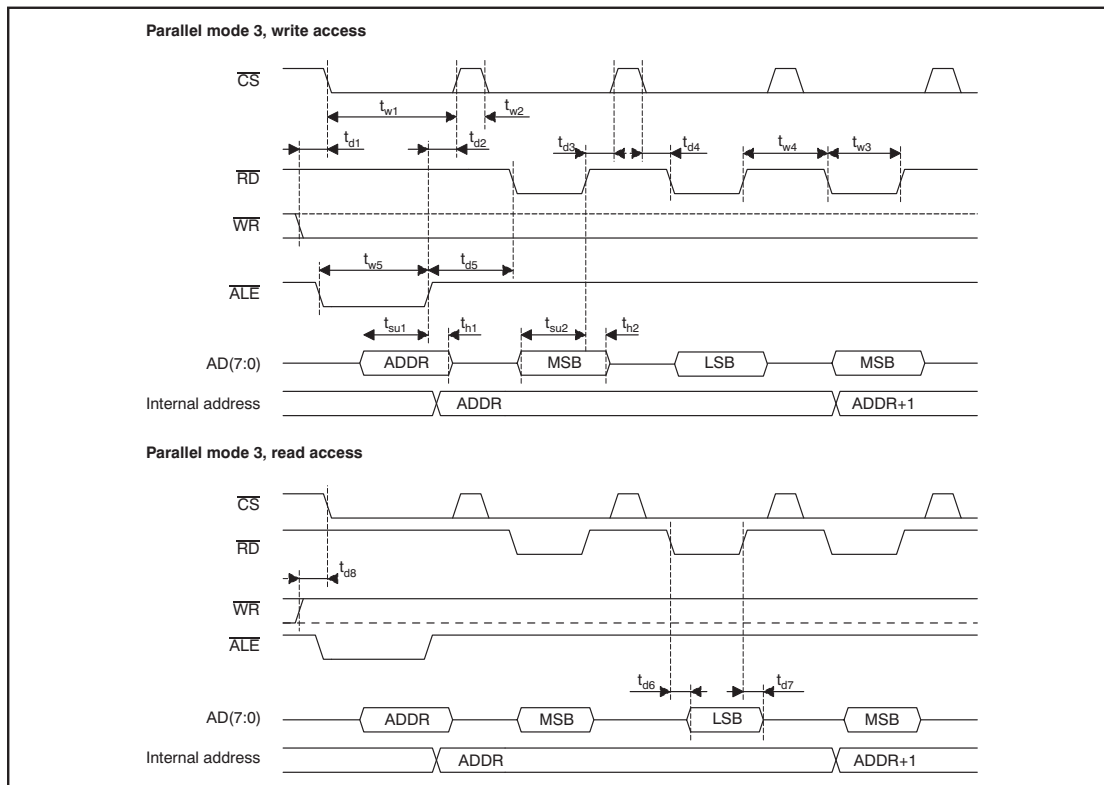 Parallel mode 3, write access
CS
tw1
tw2
td1
td2
td3
td4
tw4
tw3
RD
WR
tw5
td5
ALE
tsu1
th1
tsu2
th2
AD(7:0)
ADDR
MSB
LSB
MSB
Internal address
ADDR
ADDR+1
Parallel mode 3, read access
CS
RD
td8
WR
ALE
td6
td7
AD(7:0)
ADDR
MSB
LSB
MSB
Internal address
ADDR
ADDR+1